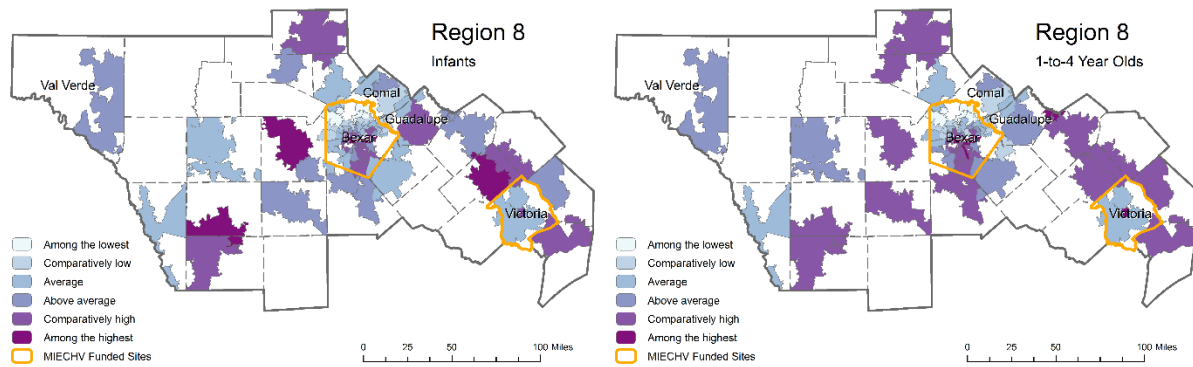 Region 8
Infants
Val Verde
Comal
Guadalupe
Bexar
Victoria
Among the lowest
Comparatively low
Average
Above average
Comparatively high
Among the highest
MIECHV Funded Sites
0 25 50 100 Miles
Region 8
1-to-4 Year Olds
Val Verde
Comal
Guadalupe
Bexar
Victoria
Among the lowest
Comparatively low
Average
Above average
Comparatively high
Among the highest
MIECHV Funded Sites
0 25 50 100 Miles